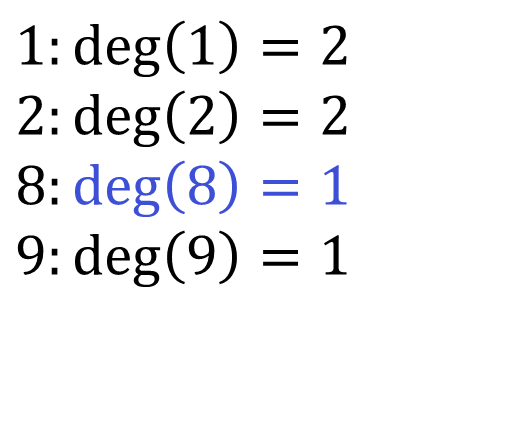 1: deg(1) = 2
2: deg(2) = 2
8: deg(8) = 1
9: deg(9) = 1